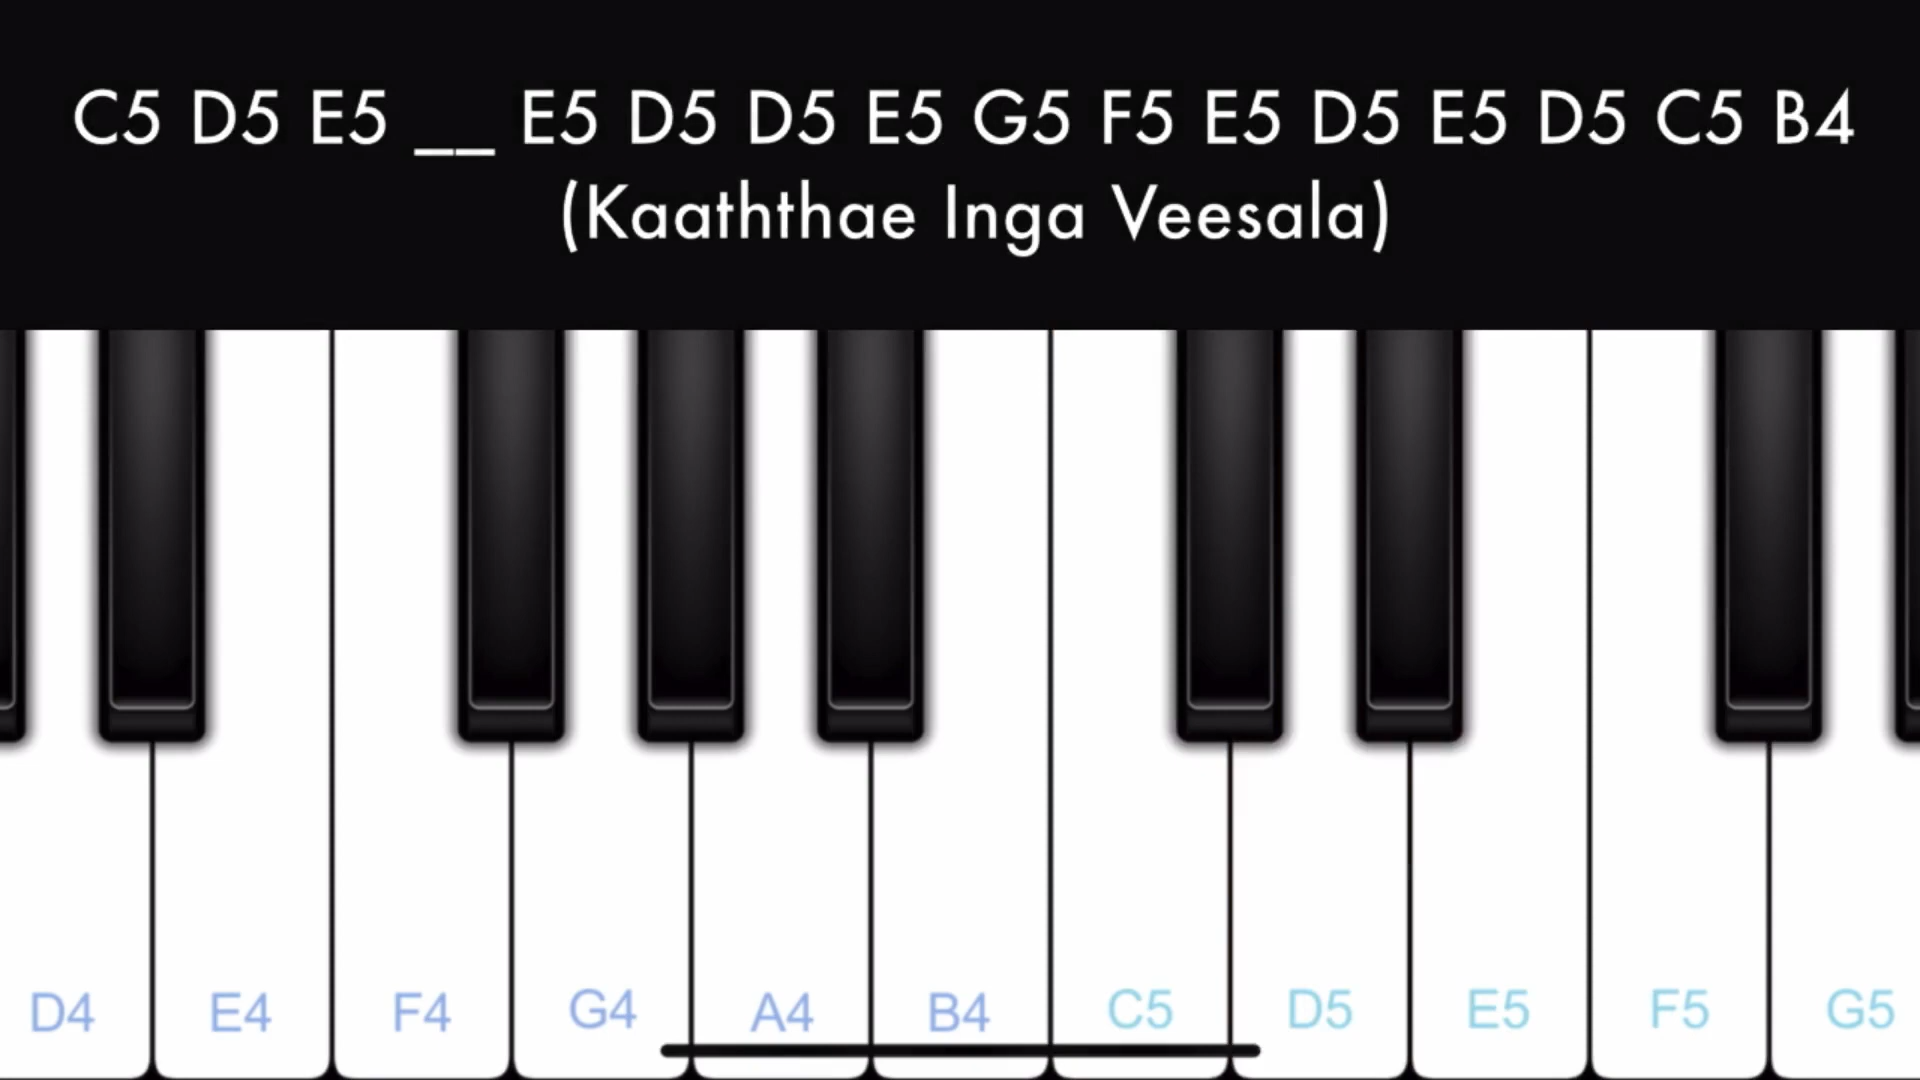 C5 D5 E5 __ E5 D5 D5 E5 G5 F5 E5 D5 E5 D5 C5 B4
(Kaaththae Inga Veesala)
D4 E4 F4 G4 A4 B4 C5 D5 E5 F5 G5